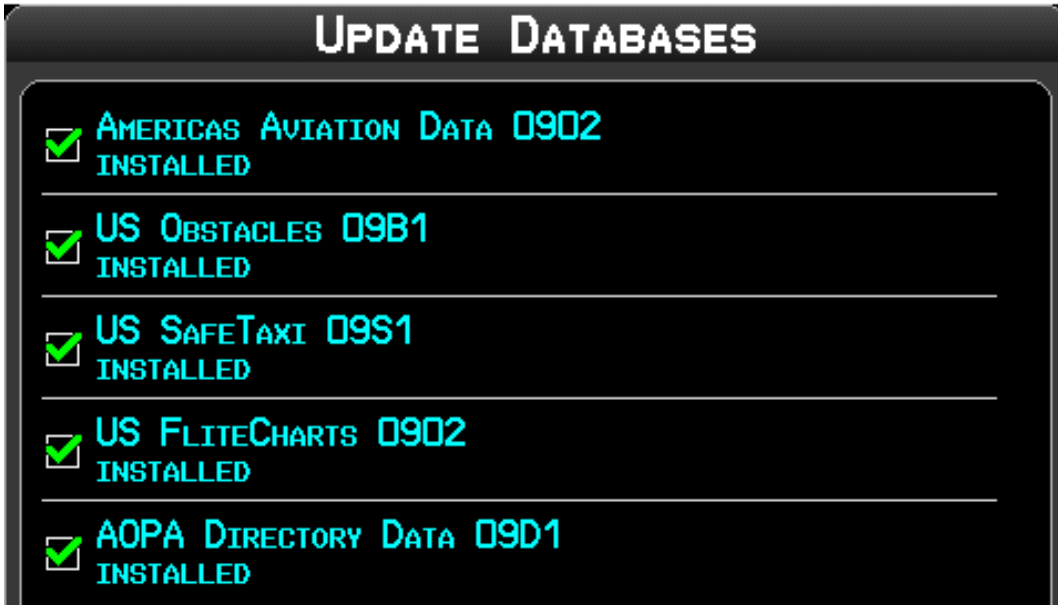 Update Databases
Americas Aviation Data 0902
INSTALLED
US Obstacles 09B1
INSTALLED
US SafeTaxi 09S1
INSTALLED
US FliteCharts 0902
INSTALLED
AOPA Directory Data 09D1
INSTALLED